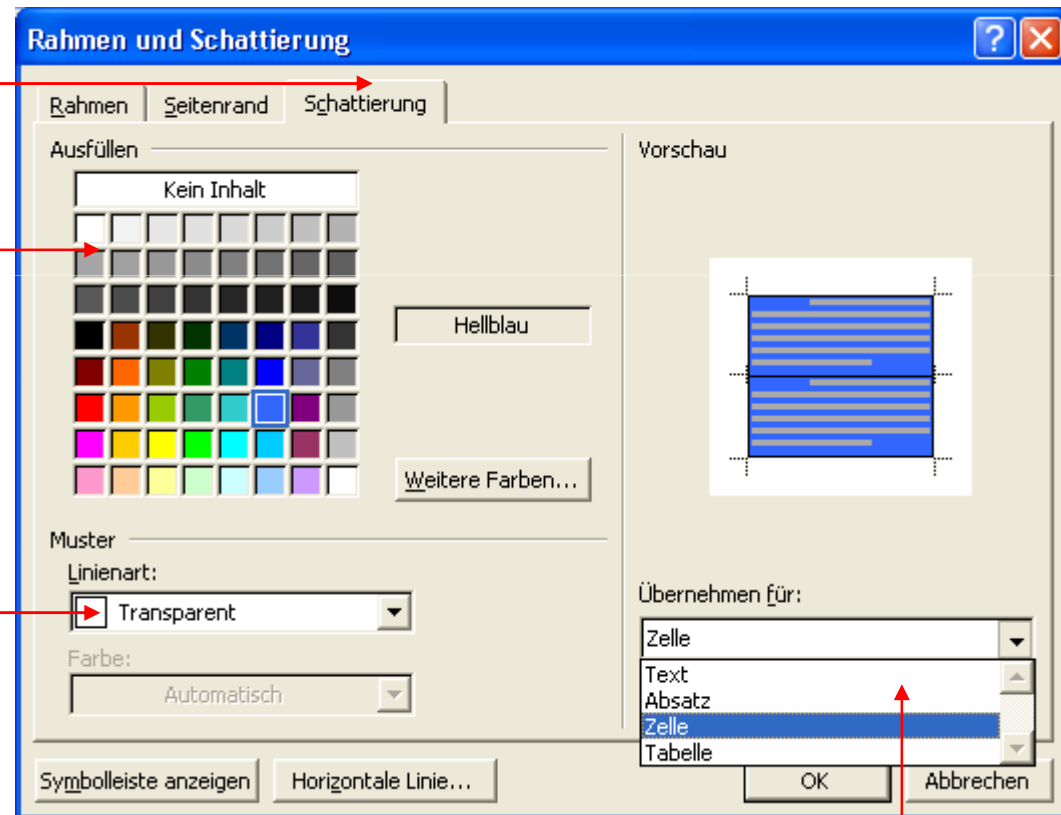 Rahmen und Schattierung
Rahmen Seitenrand Schattierung
Ausfüllen
Kein Inhalt
Hellblau
Weitere Farben...
Muster
Linienart:
Transparent
Farbe:
Automatisch
Vorschau
Übernehmen für:
Zelle
Text
Absatz
Zelle
Tabelle
Symbolleiste anzeigen Horizontale Linie... OK Abbrechen